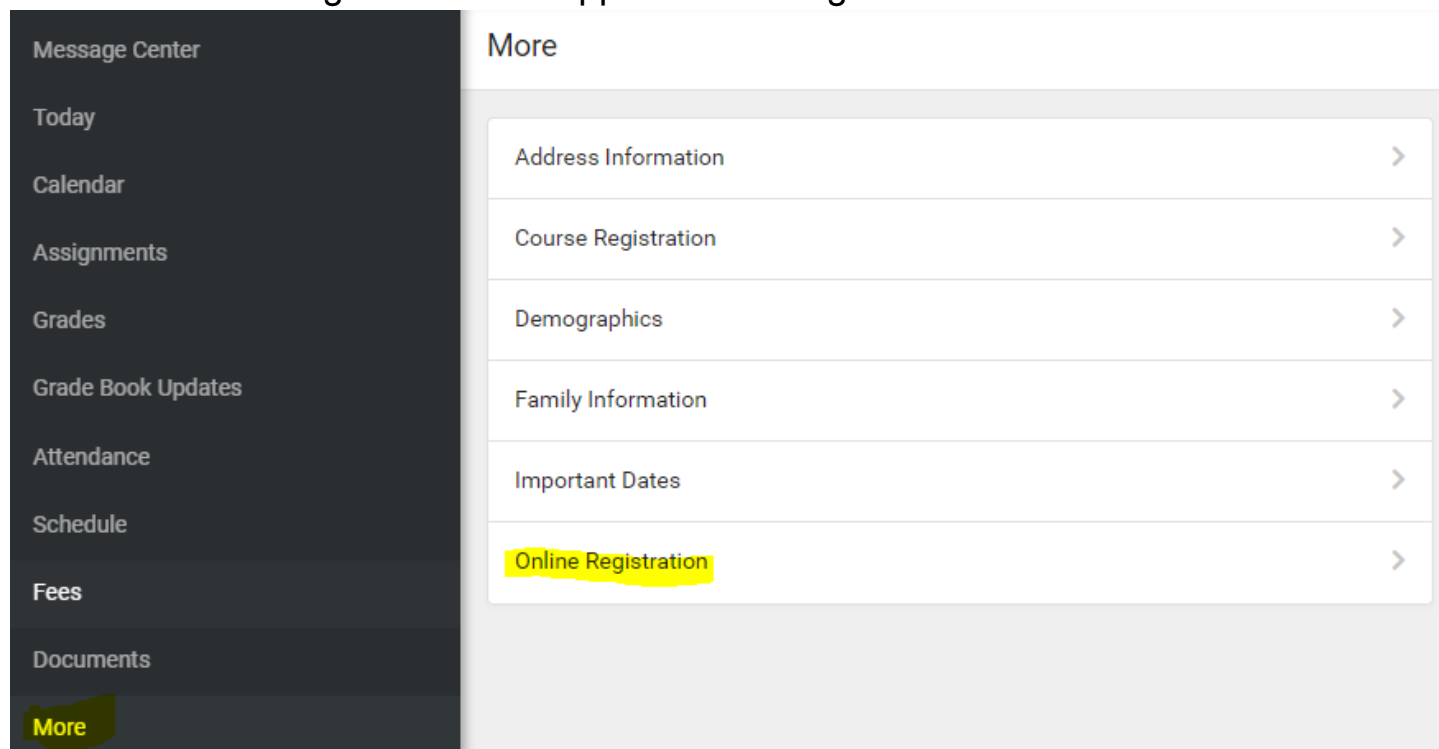 Message Center
Today
Calendar
Assignments
Grades
Grade Book Updates
Attendance
Schedule
Fees
Documents
More
More
Address Information
Course Registration
Demographics
Family Information
Important Dates
Online Registration